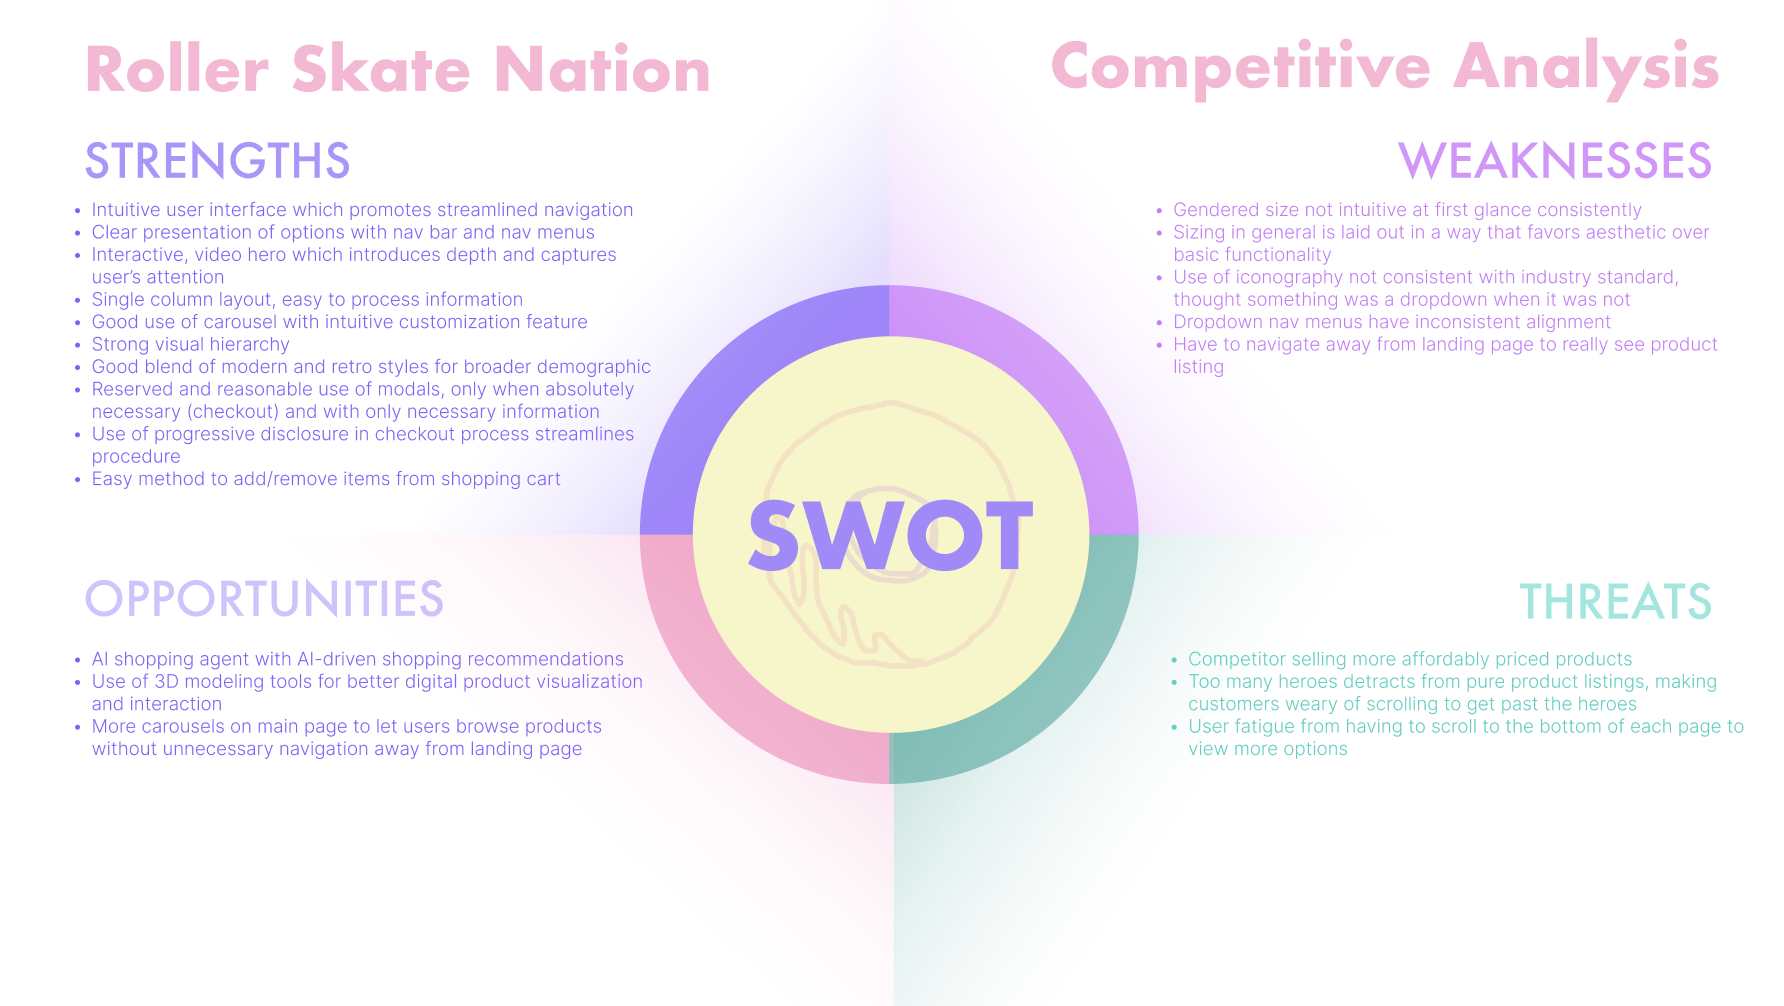 Roller Skate Nation
Competitive Analysis
STRENGTHS
• Intuitive user interface which promotes streamlined navigation
• Clear presentation of options with nav bar and nav menus
• Interactive, video hero which introduces depth and captures
user’s attention
• Single column layout, easy to process information
• Good use of carousel with intuitive customization feature
• Strong visual hierarchy
• Good blend of modern and retro styles for broader demographic
• Reserved and reasonable use of modals, only when absolutely
necessary (checkout) and with only necessary information
• Use of progressive disclosure in checkout process streamlines
procedure
• Easy method to add/remove items from shopping cart
WEAKNESSES
• Gendered size not intuitive at first glance consistently
• Sizing in general is laid out in a way that favors aesthetic over
basic functionality
• Use of iconography not consistent with industry standard,
thought something was a dropdown when it was not
• Dropdown nav menus have inconsistent alignment
• Have to navigate away from landing page to really see product
listing
SWOT
OPPORTUNITIES
• AI shopping agent with AI-driven shopping recommendations
• Use of 3D modeling tools for better digital product visualization
and interaction
• More carousels on main page to let users browse products
without unnecessary navigation away from landing page
THREATS
• Competitor selling more affordably priced products
• Too many heroes detracts from pure product listings, making
customers weary of scrolling to get past the heroes
• User fatigue from having to scroll to the bottom of each page to
view more options